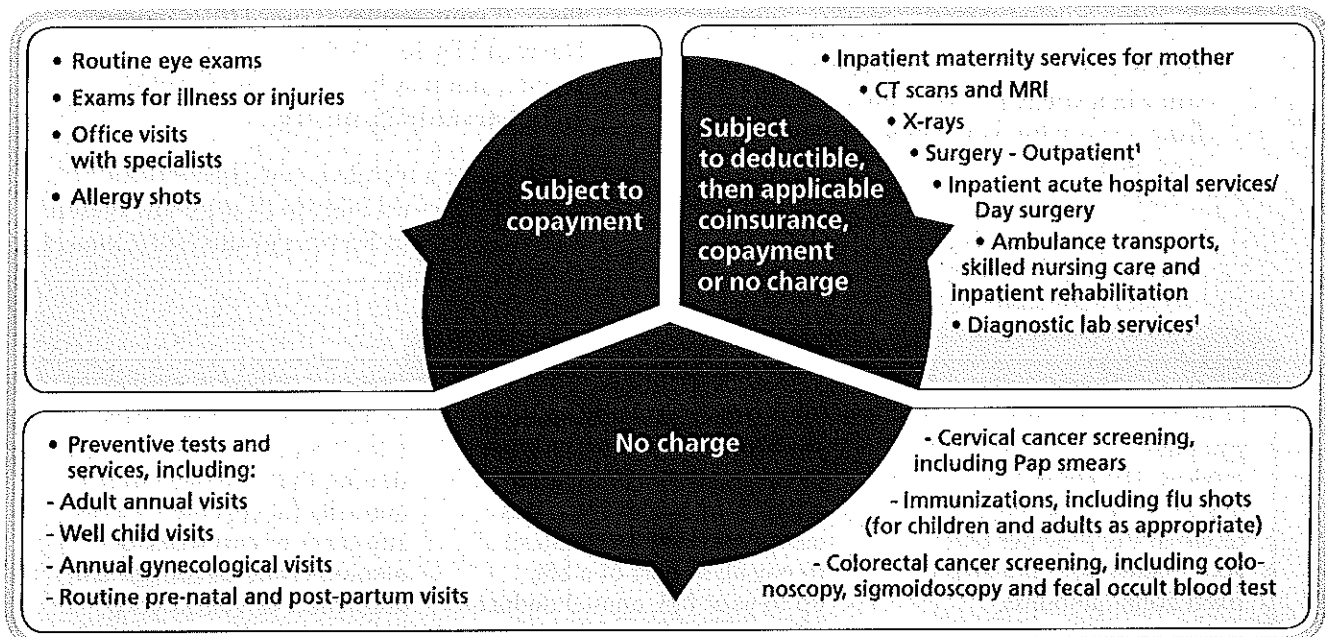 • Routine eye exams
• Exams for illness or injuries
• Office visits
with specialists
• Allergy shots
Subject to
copayment
Subject
to deductible,
then applicable
coinsurance,
copayment
or no charge
• Inpatient maternity services for mother
• CT scans and MRI
• X-rays
• Surgery - Outpatient¹
• Inpatient acute hospital services/
Day surgery
• Ambulance transports,
skilled nursing care and
inpatient rehabilitation
• Diagnostic lab services¹
No charge
• Preventive tests and
services, including:
- Adult annual visits
- Well child visits
- Annual gynecological visits
- Routine pre-natal and post-partum visits
- Cervical cancer screening,
including Pap smears
- Immunizations, including flu shots
(for children and adults as appropriate)
- Colorectal cancer screening, including colo-
noscopy, sigmoidoscopy and fecal occult blood test